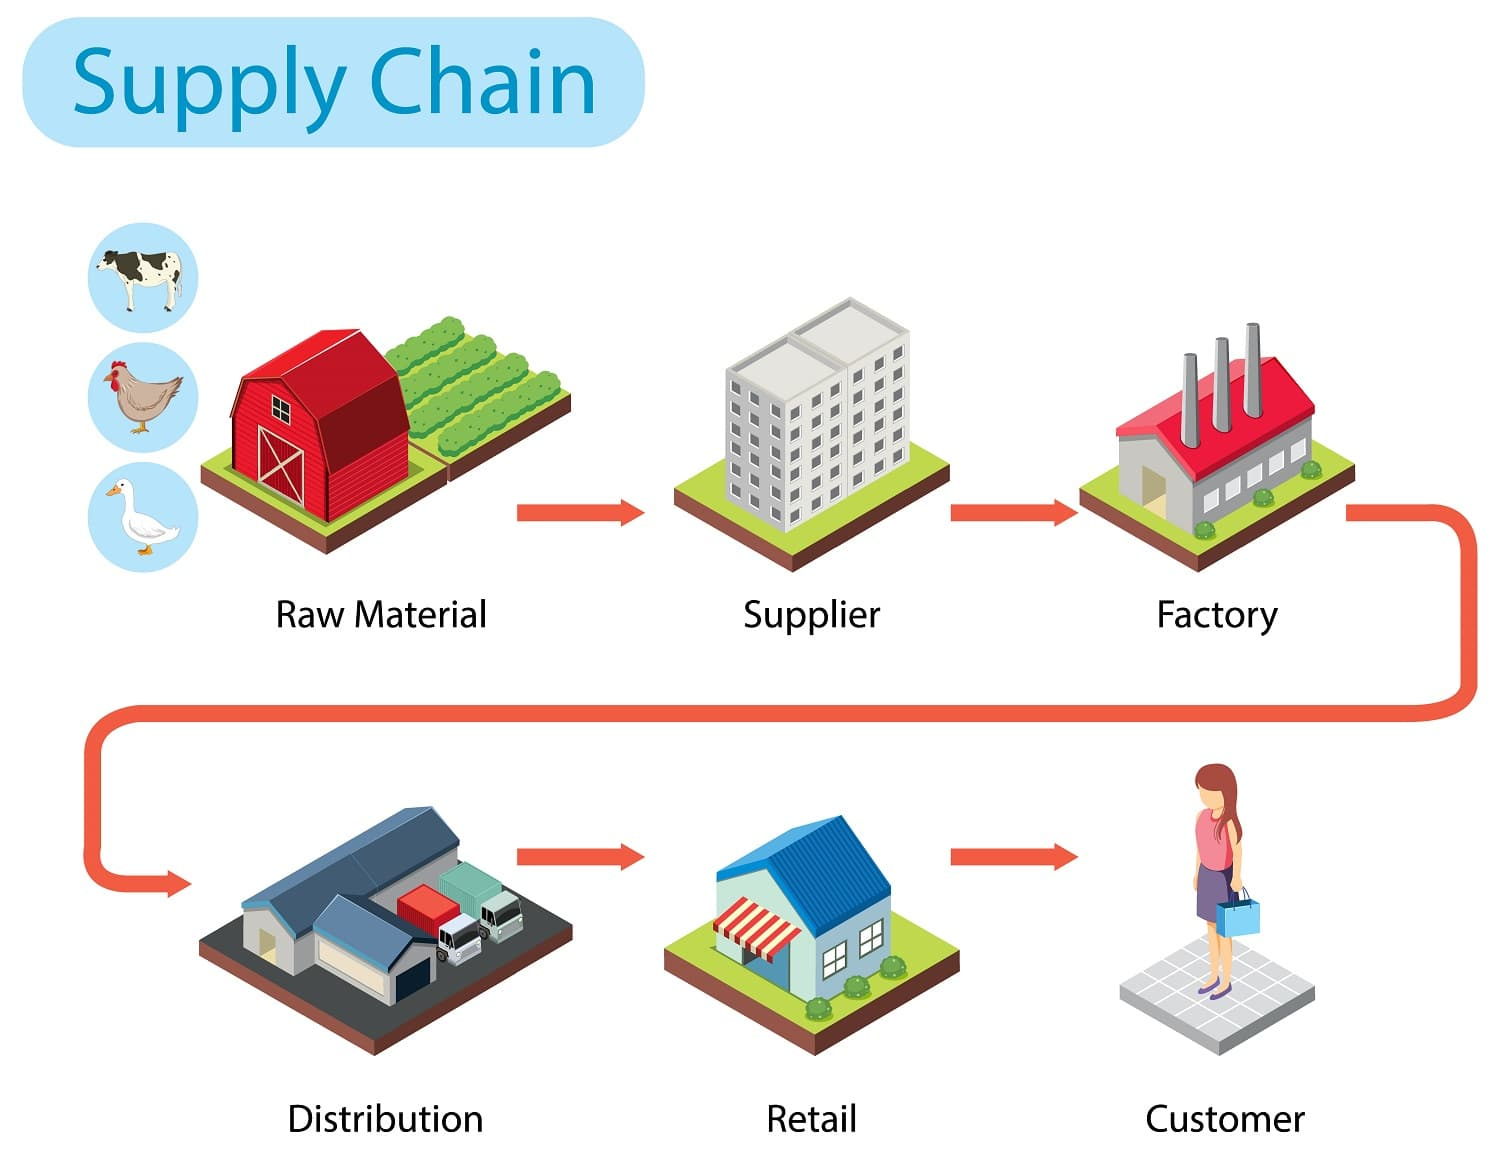 Supply Chain
Raw Material
Supplier
Factory
Distribution
Retail
Customer